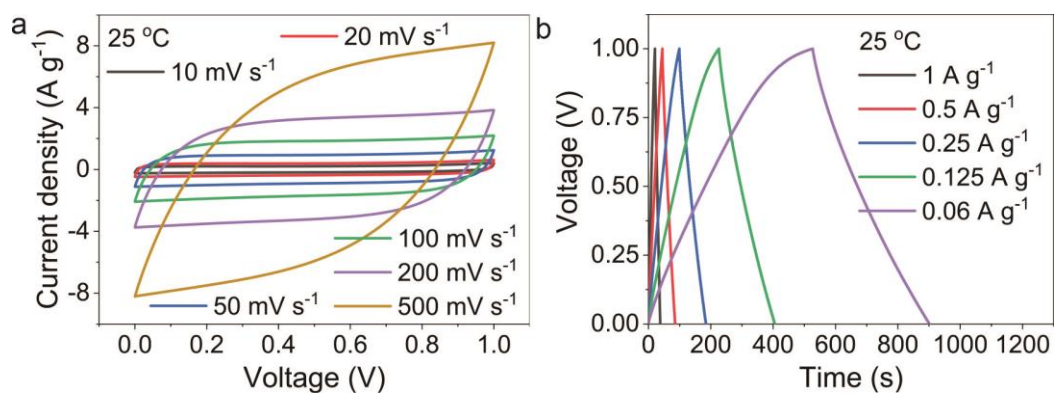 a
25 °C
20 mV s⁻¹
10 mV s⁻¹
100 mV s⁻¹
200 mV s⁻¹
50 mV s⁻¹
500 mV s⁻¹
Current density (A g⁻¹)
8
4
0
-4
-8
0.0 0.2 0.4 0.6 0.8 1.0
Voltage (V)
b
25 °C
1 A g⁻¹
0.5 A g⁻¹
0.25 A g⁻¹
0.125 A g⁻¹
0.06 A g⁻¹
Voltage (V)
1.00
0.75
0.50
0.25
0.00
0 200 400 600 800 1000 1200
Time (s)